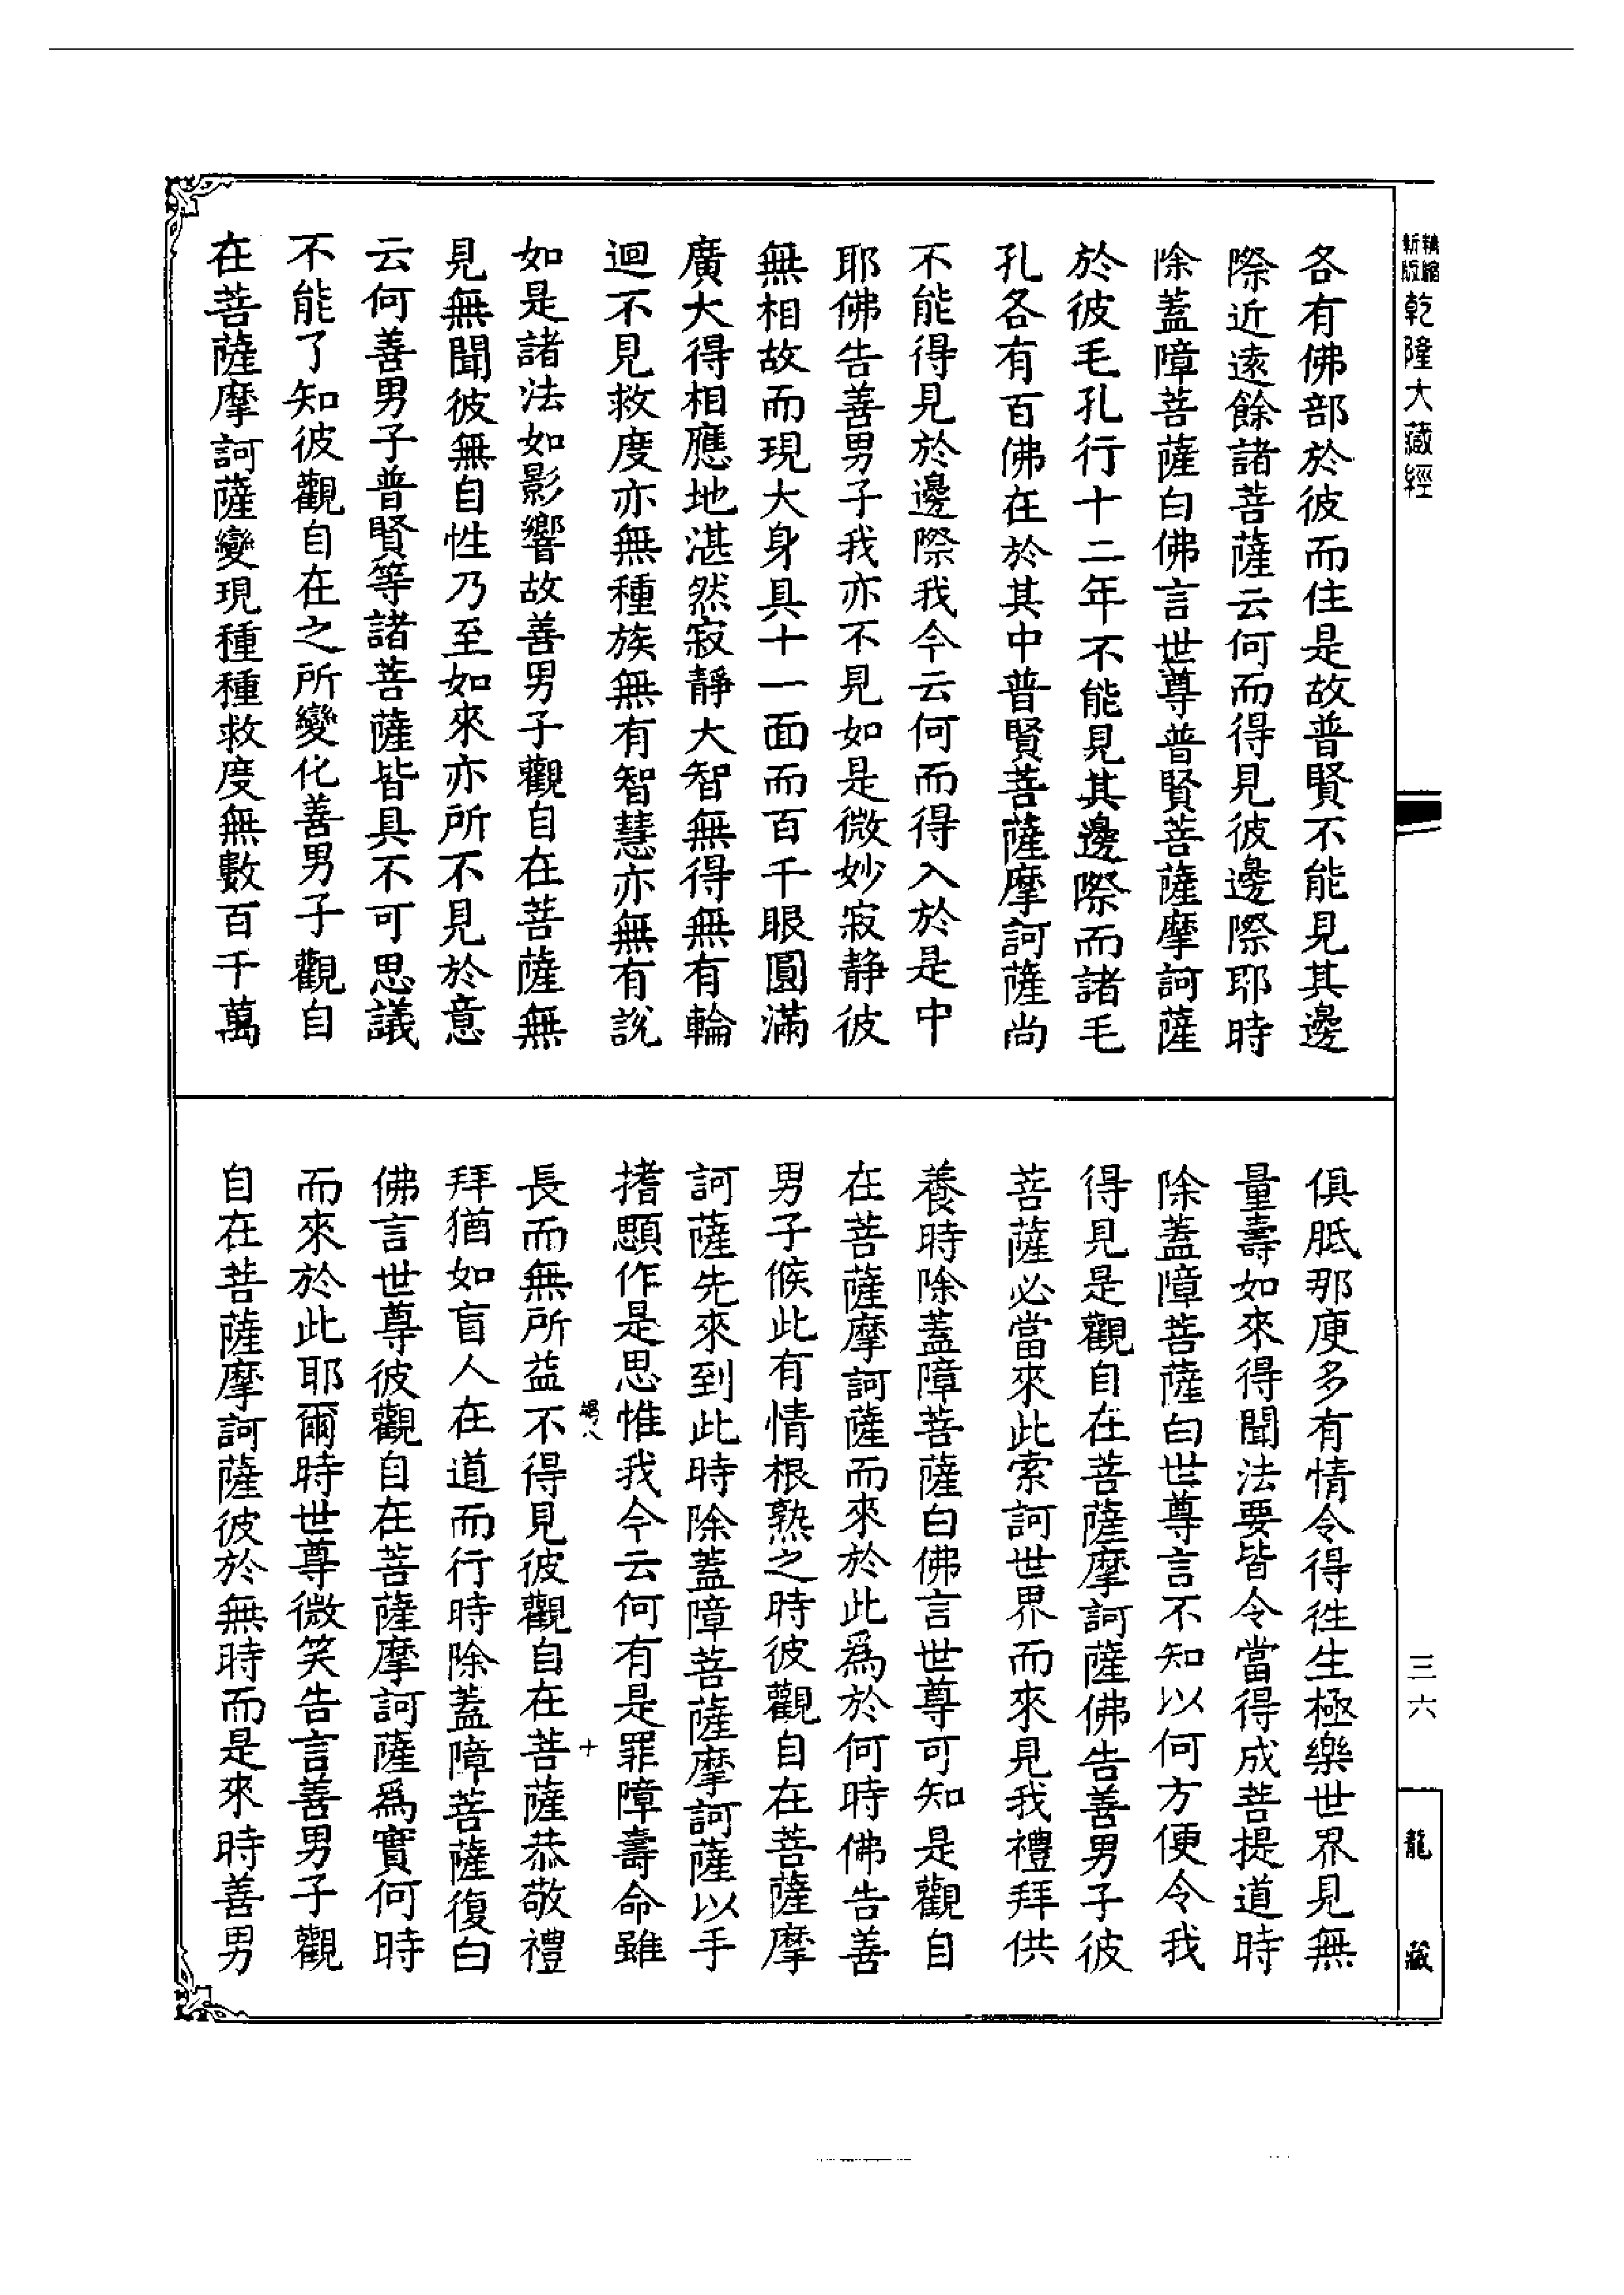 精縮
新版
乾隆大藏經
各有佛部於彼而住是故普賢不能見其邊
際近遠餘諸菩薩云何而得見彼邊際耶時
除蓋障菩薩白佛言世尊普賢菩薩摩訶薩
於彼毛孔行十二年不能見其邊際而諸毛
孔各有百佛在於其中普賢菩薩摩訶薩尚
不能得見於邊際我今云何而得入於是中
耶佛告善男子我亦不見如是微妙寂靜彼
無相故而現大身具十一面而百千眼圓滿
廣大得相應地湛然寂靜大智無得無有輪
迴不見救度亦無種族無有智慧亦無有說
如是諸法如影響故善男子觀自在菩薩無
見無聞彼無自性乃至如來亦所不見於意
云何善男子普賢等諸菩薩皆具不可思議
不能了知彼觀自在之所變化善男子觀自
在菩薩摩訶薩變現種種救度無數百千萬
俱胝那庾多有情令得徃生極樂世界見無
量壽如來得聞法要皆令當得成菩提道時
除蓋障菩薩白世尊言不知以何方便令我
得見是觀自在菩薩摩訶薩佛告善男子彼
菩薩必當來此索訶世界而來見我禮拜供
養時除蓋障菩薩白佛言世尊可知是觀自
在菩薩摩訶薩而來於此爲於何時佛告善
男子候此有情根熟之時彼觀自在菩薩摩
訶薩先來到此時除蓋障菩薩摩訶薩以手
搘顋作是思惟我今云何有是罪障壽命雖
竭八
十
長而無所益不得見彼觀自在菩薩恭敬禮
拜猶如盲人在道而行時除蓋障菩薩復白
佛言世尊彼觀自在菩薩摩訶薩爲實何時
而來於此耶爾時世尊微笑告言善男子觀
自在菩薩摩訶薩彼於無時而是來時善男
三六
龍藏